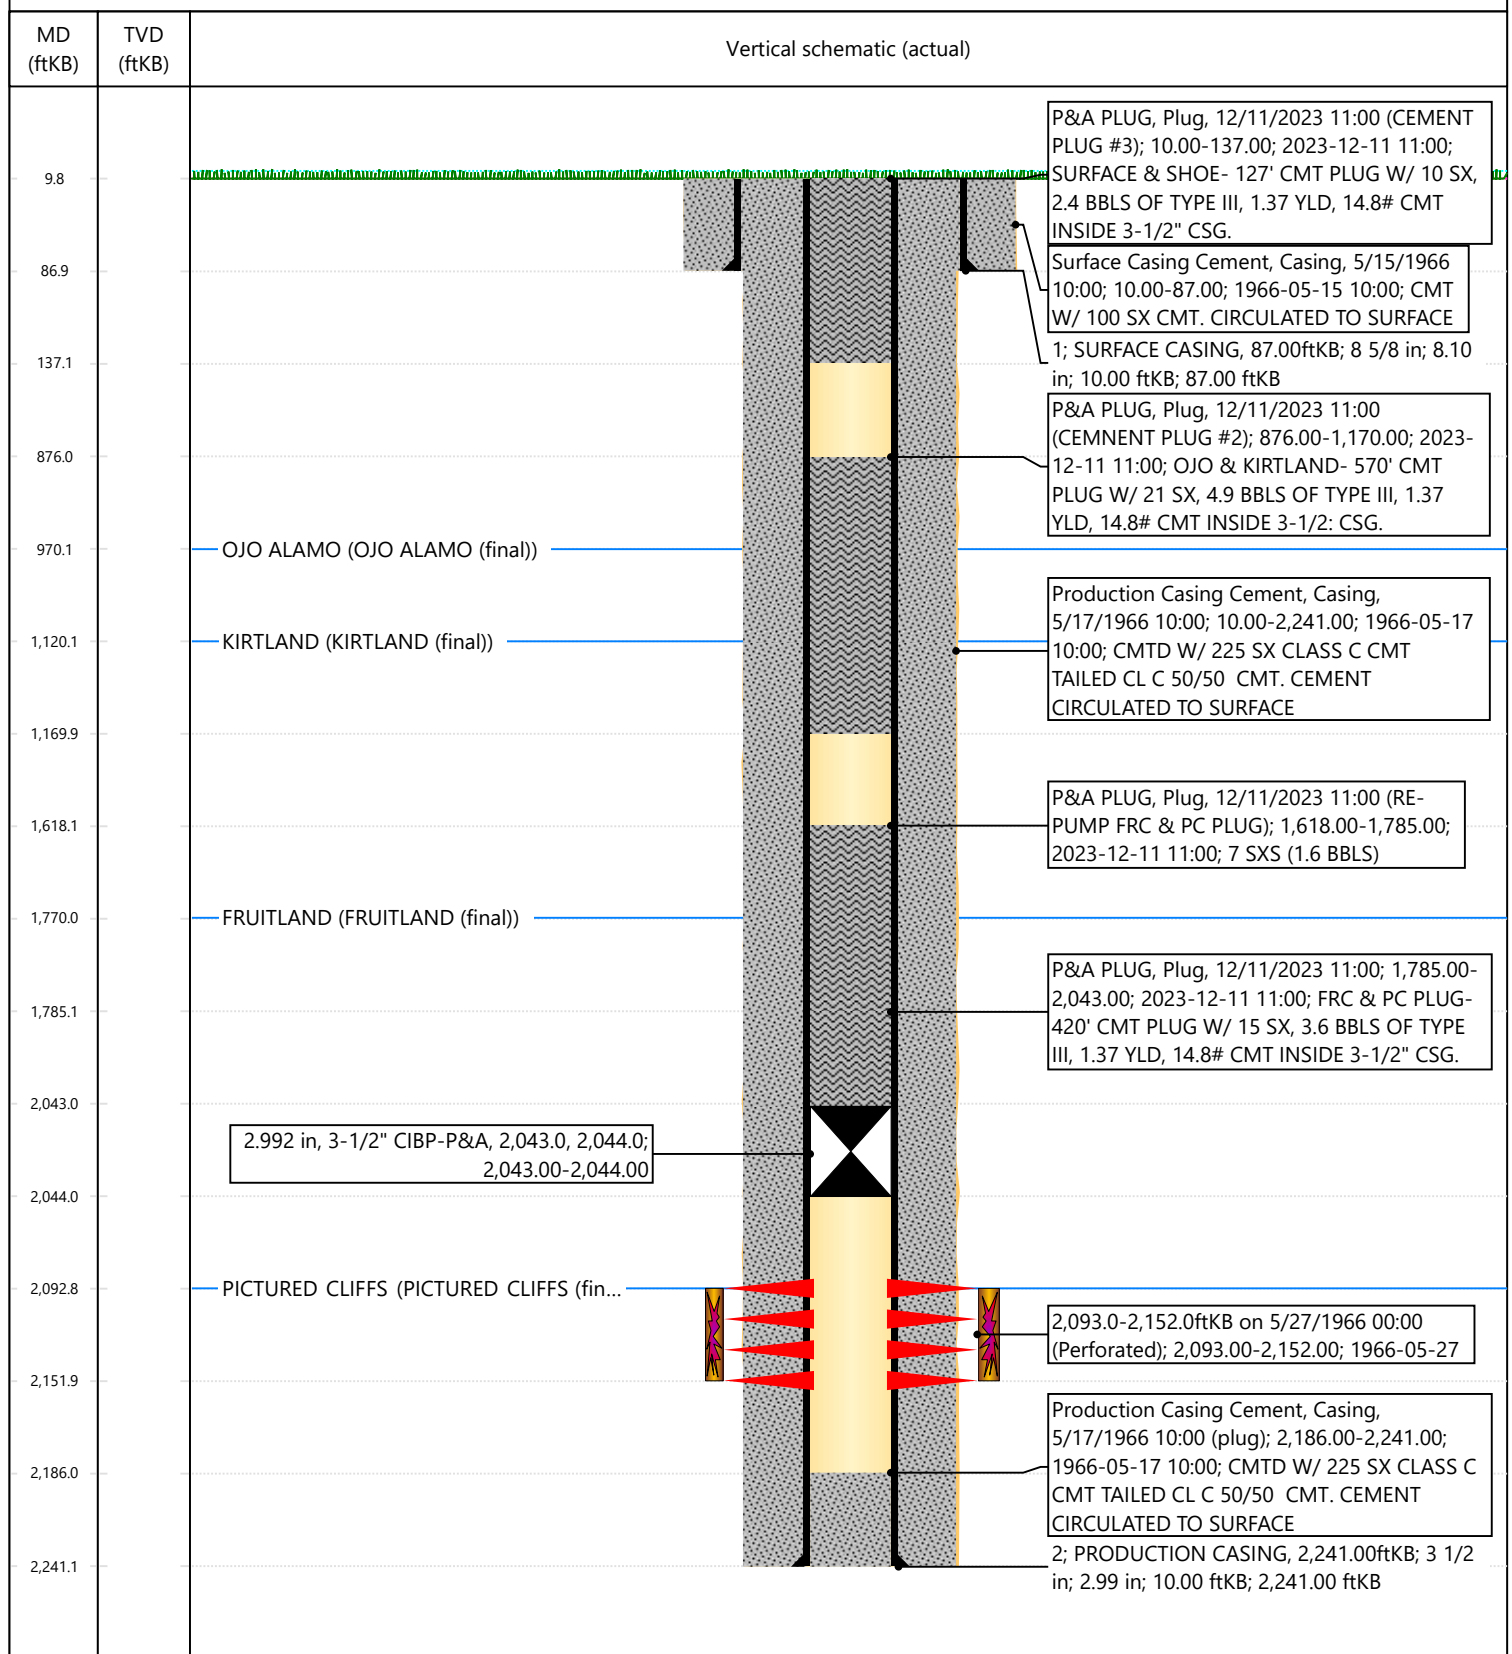 MD
(ftKB)
TVD
(ftKB)
Vertical schematic (actual)
9.8
86.9
137.1
876.0
970.1
1,120.1
1,169.9
1,618.1
1,770.0
1,785.1
2,043.0
2,044.0
2,092.8
2,151.9
2,186.0
2,241.1
OJO ALAMO (OJO ALAMO (final))
KIRTLAND (KIRTLAND (final))
FRUITLAND (FRUITLAND (final))
2.992 in, 3-1/2" CIBP-P&A, 2,043.0, 2,044.0;
2,043.00-2,044.00
PICTURED CLIFFS (PICTURED CLIFFS (fin...
P&A PLUG, Plug, 12/11/2023 11:00 (CEMENT
PLUG #3); 10.00-137.00; 2023-12-11 11:00;
SURFACE & SHOE- 127' CMT PLUG W/ 10 SX,
2.4 BBLS OF TYPE III, 1.37 YLD, 14.8# CMT
INSIDE 3-1/2" CSG.
Surface Casing Cement, Casing, 5/15/1966
10:00; 10.00-87.00; 1966-05-15 10:00; CMT
W/ 100 SX CMT. CIRCULATED TO SURFACE
1; SURFACE CASING, 87.00ftKB; 8 5/8 in; 8.10
in; 10.00 ftKB; 87.00 ftKB
P&A PLUG, Plug, 12/11/2023 11:00
(CEMNENT PLUG #2); 876.00-1,170.00; 2023-
12-11 11:00; OJO & KIRTLAND- 570' CMT
PLUG W/ 21 SX, 4.9 BBLS OF TYPE III, 1.37
YLD, 14.8# CMT INSIDE 3-1/2: CSG.
Production Casing Cement, Casing,
5/17/1966 10:00; 10.00-2,241.00; 1966-05-17
10:00; CMTD W/ 225 SX CLASS C CMT
TAILED CL C 50/50 CMT. CEMENT
CIRCULATED TO SURFACE
P&A PLUG, Plug, 12/11/2023 11:00 (RE-
PUMP FRC & PC PLUG); 1,618.00-1,785.00;
2023-12-11 11:00; 7 SXS (1.6 BBLS)
P&A PLUG, Plug, 12/11/2023 11:00; 1,785.00-
2,043.00; 2023-12-11 11:00; FRC & PC PLUG-
420' CMT PLUG W/ 15 SX, 3.6 BBLS OF TYPE
III, 1.37 YLD, 14.8# CMT INSIDE 3-1/2" CSG.
2,093.0-2,152.0ftKB on 5/27/1966 00:00
(Perforated); 2,093.00-2,152.00; 1966-05-27
Production Casing Cement, Casing,
5/17/1966 10:00 (plug); 2,186.00-2,241.00;
1966-05-17 10:00; CMTD W/ 225 SX CLASS C
CMT TAILED CL C 50/50 CMT. CEMENT
CIRCULATED TO SURFACE
2; PRODUCTION CASING, 2,241.00ftKB; 3 1/2
in; 2.99 in; 10.00 ftKB; 2,241.00 ftKB